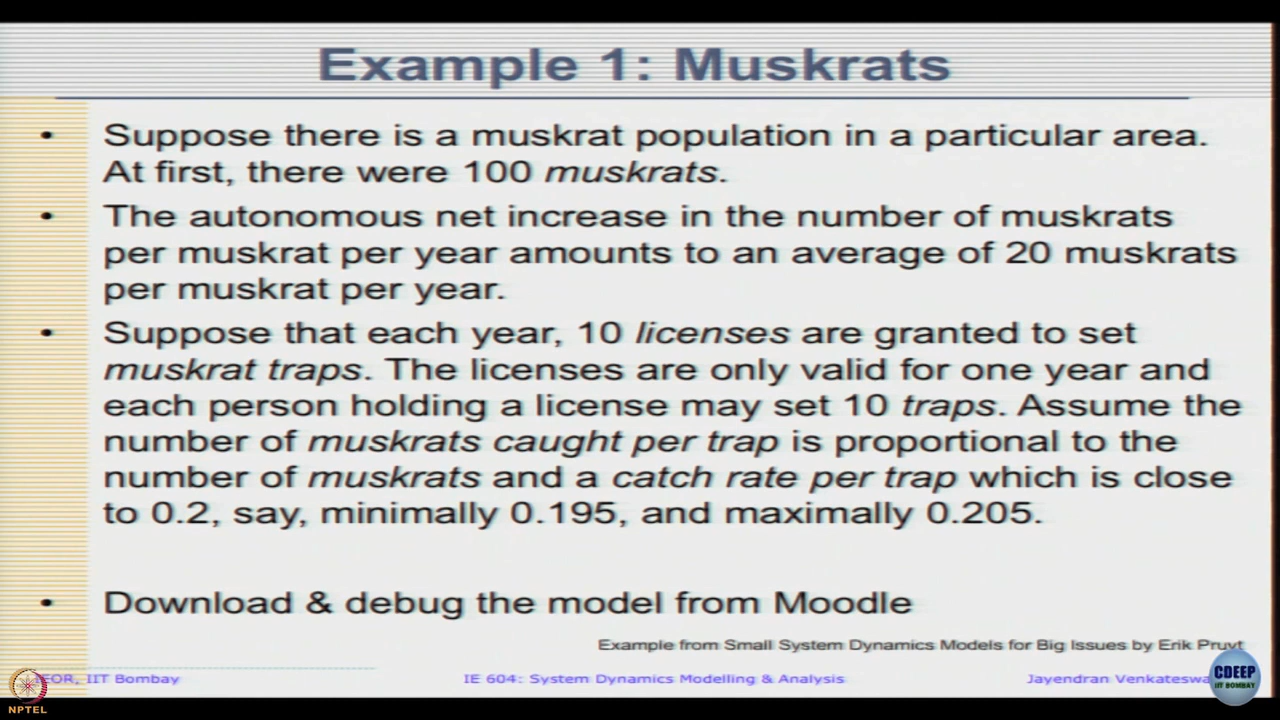 Example 1: Muskrats
• Suppose there is a muskrat population in a particular area.
At first, there were 100 muskrats.
• The autonomous net increase in the number of muskrats
per muskrat per year amounts to an average of 20 muskrats
per muskrat per year.
• Suppose that each year, 10 licenses are granted to set
muskrat traps. The licenses are only valid for one year and
each person holding a license may set 10 traps. Assume the
number of muskrats caught per trap is proportional to the
number of muskrats and a catch rate per trap which is close
to 0.2, say, minimally 0.195, and maximally 0.205.
• Download & debug the model from Moodle
Example from Small System Dynamics Models for Big Issues by Erik Pruyt
IEOR, IIT Bombay
IE 604: System Dynamics Modelling & Analysis
Jayendran
CDEEP
IIT BOMBAY
NPTEL